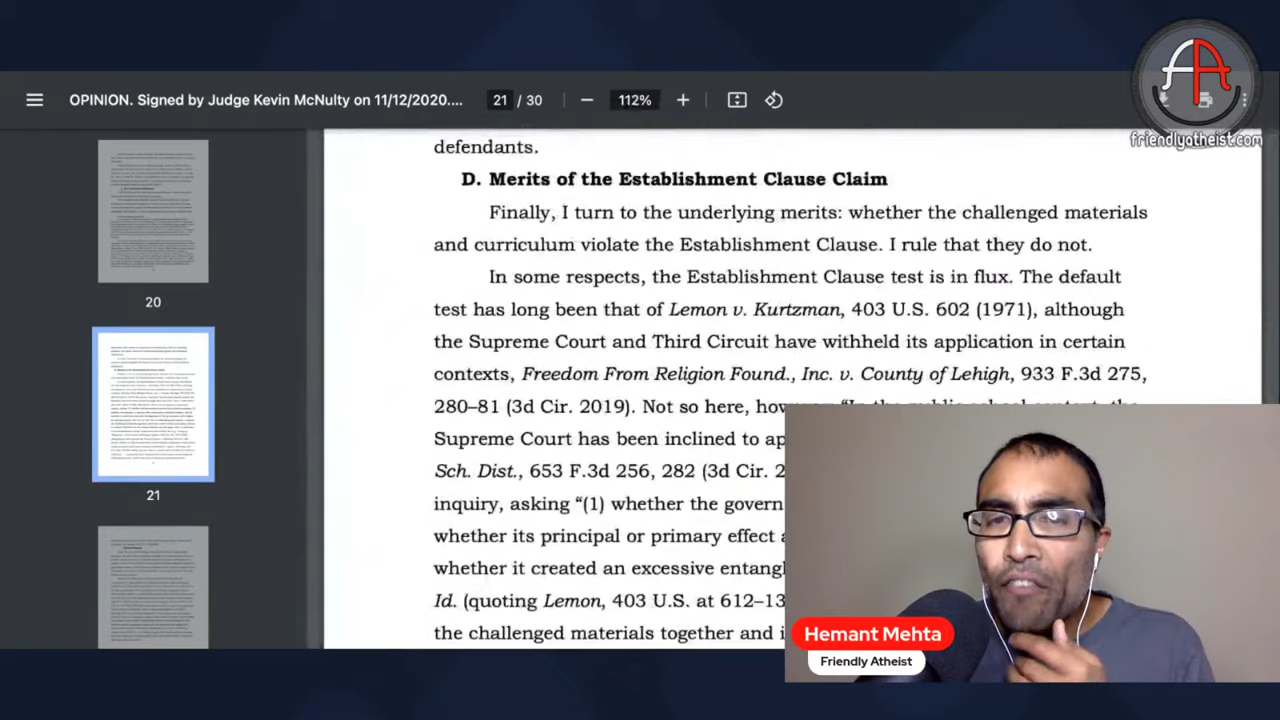 OPINION. Signed by Judge Kevin McNulty on 11/12/2020....
21 / 30
112%
friendlyatheist.com
20
21
defendants.
D. Merits of the Establishment Clause Claim
Finally, I turn to the underlying merits: whether the challenged materials
and curriculum violate the Establishment Clause. I rule that they do not.
In some respects, the Establishment Clause test is in flux. The default
test has long been that of Lemon v. Kurtzman, 403 U.S. 602 (1971), although
the Supreme Court and Third Circuit have withheld its application in certain
contexts, Freedom From Religion Found., Inc. v. County of Lehigh, 933 F.3d 275,
280–81 (3d Cir. 2019). Not so here,
Supreme Court has been inclined to
Sch. Dist., 653 F.3d 256, 282 (3d Cir. 2
inquiry, asking “(1) whether the govern
whether its principal or primary effect
whether it created an excessive entangl
Id. (quoting Lemon, 403 U.S. at 612–13
the challenged materials together and i
Hemant Mehta
Friendly Atheist